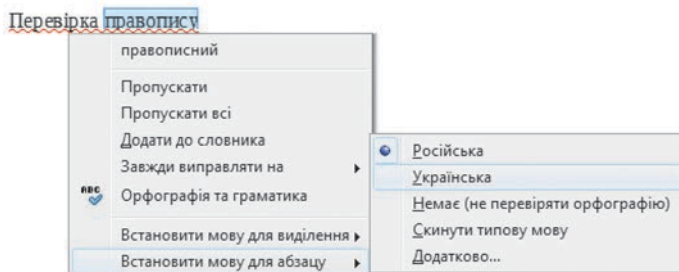 Перевірка правопису
правописний
Пропускати
Пропускати всі
Додати до словника
Завжди виправляти на
ABC
Орфографія та граматика
Встановити мову для виділення
Встановити мову для абзацу
Російська
Українська
Немає (не перевіряти орфографію)
Скинути типову мову
Додатково...